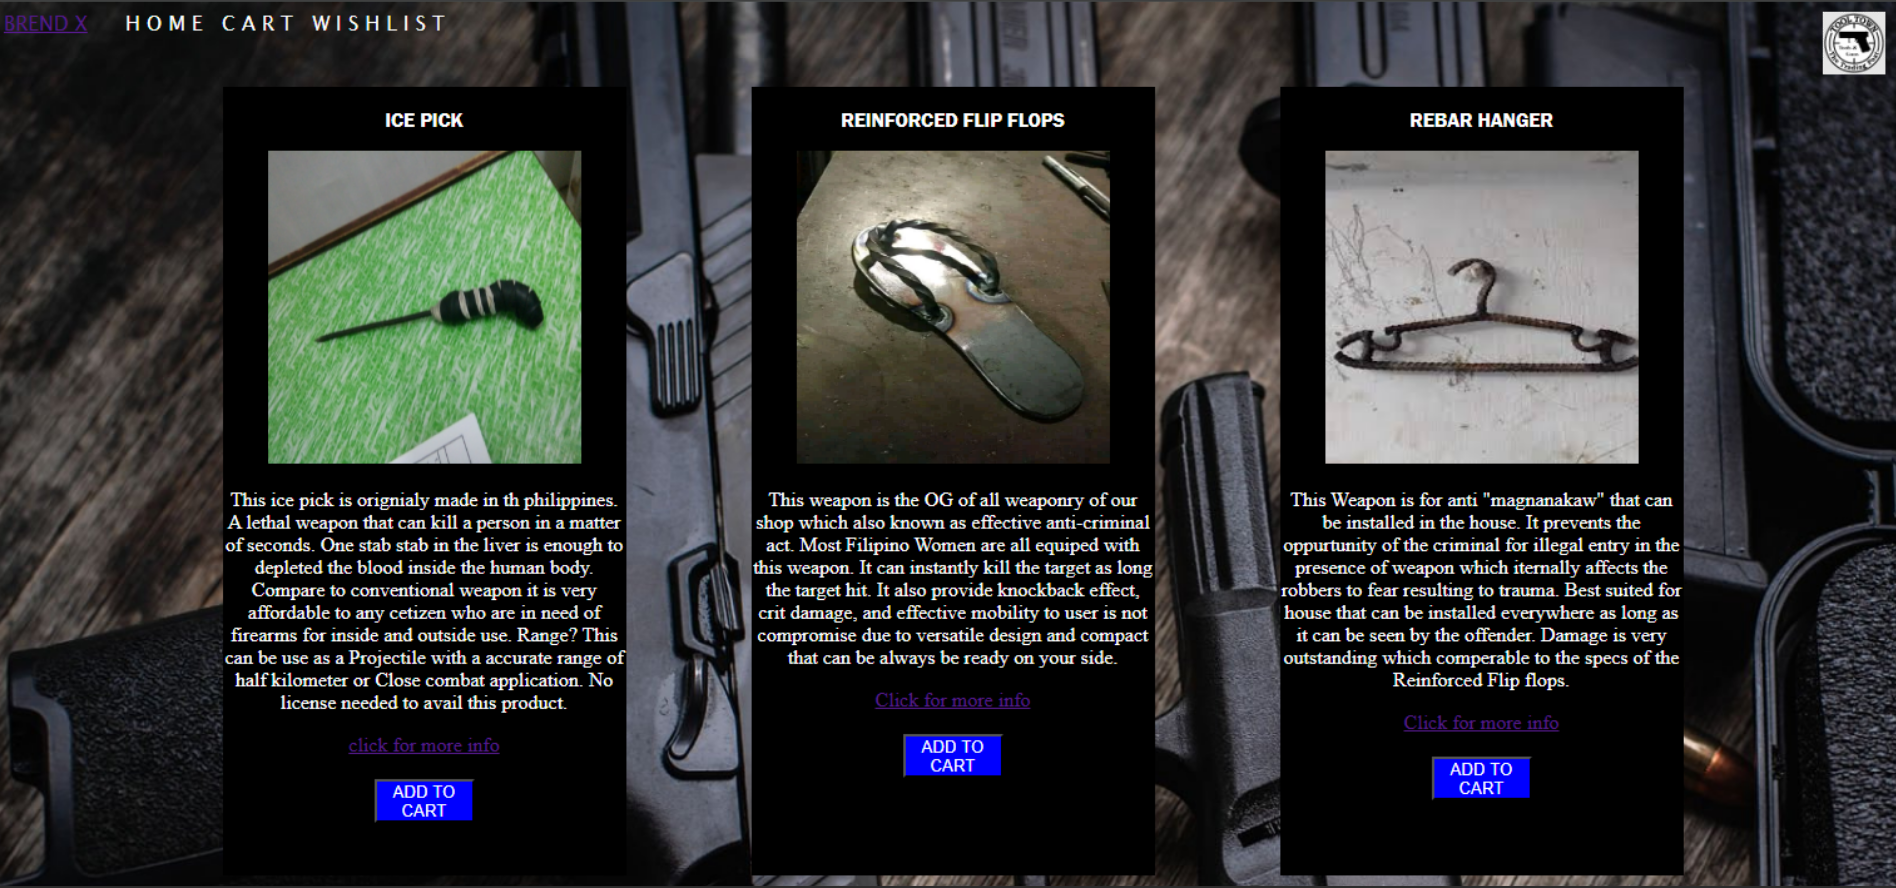 BREND X HOME CART WISHLIST
TOOL TOWN
The Trading Post
ICE PICK
This ice pick is orignialy made in th philippines.
A lethal weapon that can kill a person in a matter
of seconds. One stab stab in the liver is enough to
depleted the blood inside the human body.
Compare to conventional weapon it is very
affordable to any cetizen who are in need of
firearms for inside and outside use. Range? This
can be use as a Projectile with a accurate range of
half kilometer or Close combat application. No
license needed to avail this product.
click for more info
ADD TO
CART
REINFORCED FLIP FLOPS
This weapon is the OG of all weaponry of our
shop which also known as effective anti-criminal
act. Most Filipino Women are all equiped with
this weapon. It can instantly kill the target as long
the target hit. It also provide knockback effect,
crit damage, and effective mobility to user is not
compromise due to versatile design and compact
that can be always be ready on your side.
Click for more info
ADD TO
CART
REBAR HANGER
This Weapon is for anti "magnanakaw" that can
be installed in the house. It prevents the
oppurtunity of the criminal for illegal entry in the
presence of weapon which iternally affects the
robbers to fear resulting to trauma. Best suited for
house that can be installed everywhere as long as
it can be seen by the offender. Damage is very
outstanding which comperable to the specs of the
Reinforced Flip flops.
Click for more info
ADD TO
CART